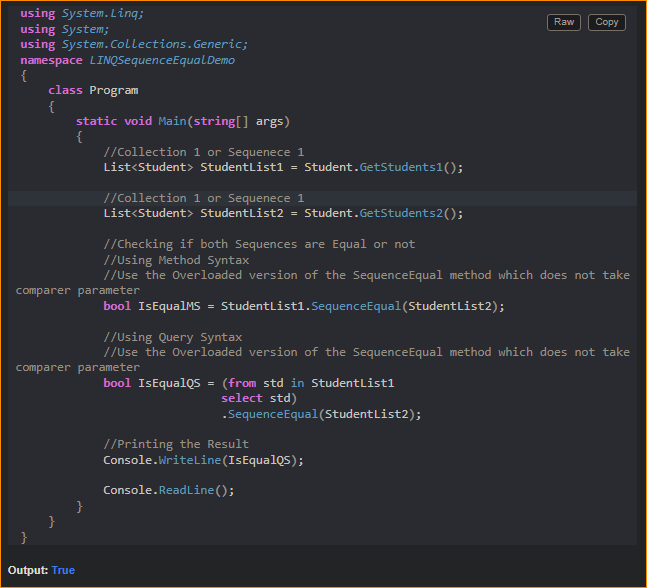 using System.Linq;
Raw Copy
using System;
using System.Collections.Generic;
namespace LINQSequenceEqualDemo
{
    class Program
    {
        static void Main(string[] args)
        {
            //Collection 1 or Sequenece 1
            List<Student> StudentList1 = Student.GetStudents1();
            //Collection 1 or Sequenece 1
            List<Student> StudentList2 = Student.GetStudents2();
            //Checking if both Sequences are Equal or not
            //Using Method Syntax
            //Use the Overloaded version of the SequenceEqual method which does not take
comparer parameter
            bool IsEqualMS = StudentList1.SequenceEqual(StudentList2);
            //Using Query Syntax
            //Use the Overloaded version of the SequenceEqual method which does not take
comparer parameter
            bool IsEqualQS = (from std in StudentList1
                             select std)
                             .SequenceEqual(StudentList2);
            //Printing the Result
            Console.WriteLine(IsEqualQS);
            Console.ReadLine();
        }
    }
}
Output: True